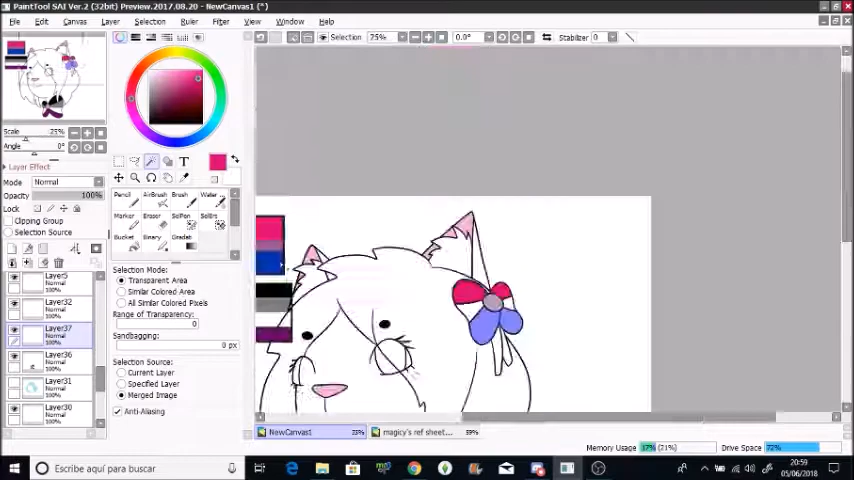 PaintTool SAI Ver.2 (32bit) Preview.2017.08.20 - NewCanvas1 (*)
File Edit Canvas Layer Selection Ruler Filter View Window Help
Selection 75% 0.0° Stabilizer 0
Scale 25%
Angle 0°
Layer Effect
Mode Normal
Opacity 100%
Lock
Clipping Group
Selection Source
Pencil AirBrush Brush Water
Marker Eraser SelPen SelErs
Bucket Binary Gradat
Selection Mode:
Transparent Area
Similar Colored Area
All Similar Colored Pixels
Range of Transparency:
0
Sandbagging:
0 px
Selection Source:
Current Layer
Specified Layer
Merged Image
Anti-Aliasing
Layer5
Normal
100%
Layer32
Normal
100%
Layer37
Normal
100%
Layer36
Normal
100%
Layer31
Normal
100%
Layer30
Normal
NewCanvas1
magicy's ref sheet...
Memory Usage 17% (21%)
Drive Space 72%
Escribe aquí para buscar
20:59
05/06/2018